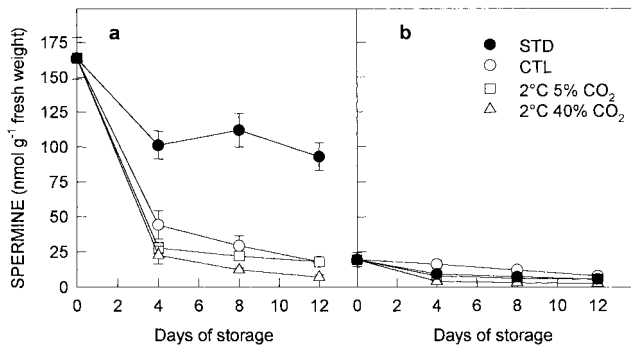 a
b
SPERMINE (nmol g⁻¹ fresh weight)
175
150
125
100
75
50
25
0
STD
CTL
2°C 5% CO₂
2°C 40% CO₂
0 2 4 6 8 10 12
0 2 4 6 8 10 12
Days of storage
Days of storage